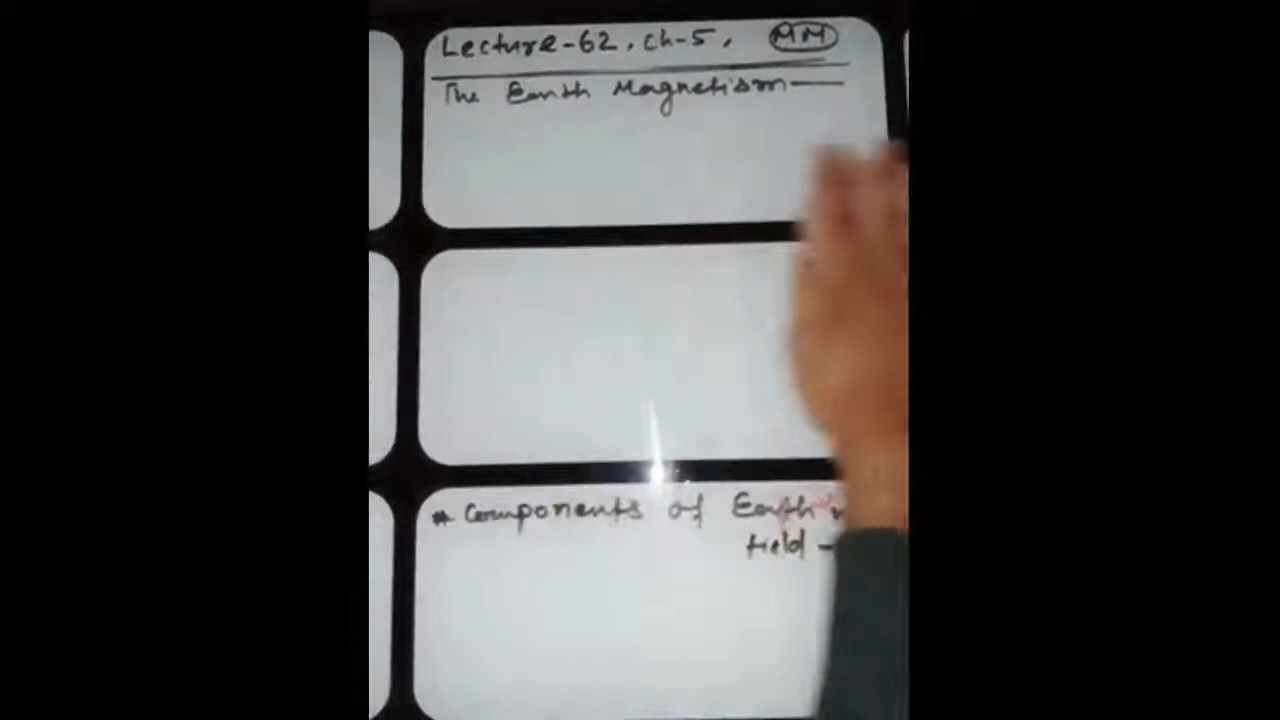 Lecture-62, Ch-5, MM
The Earth Magnetism —
* Components of Earth
field -